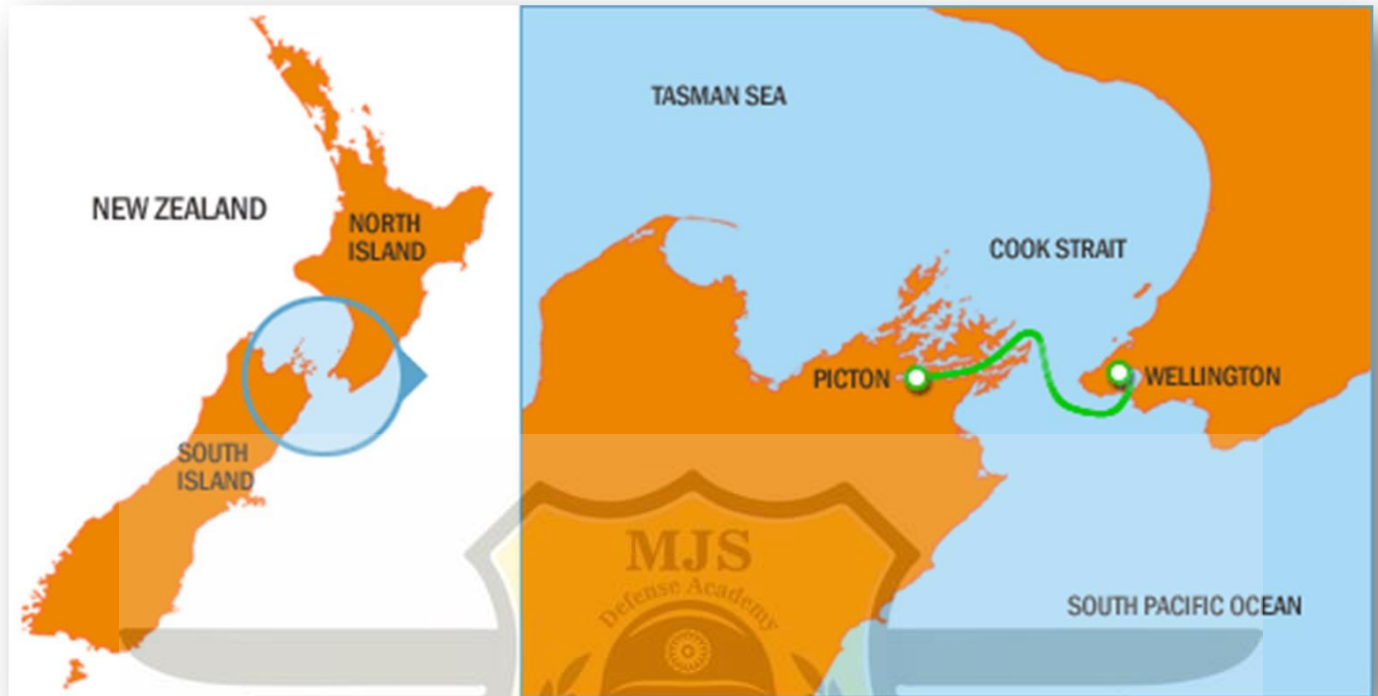 NEW ZEALAND
NORTH
ISLAND
SOUTH
ISLAND
TASMAN SEA
COOK STRAIT
PICTON
WELLINGTON
SOUTH PACIFIC OCEAN
MJS
Defense Academy